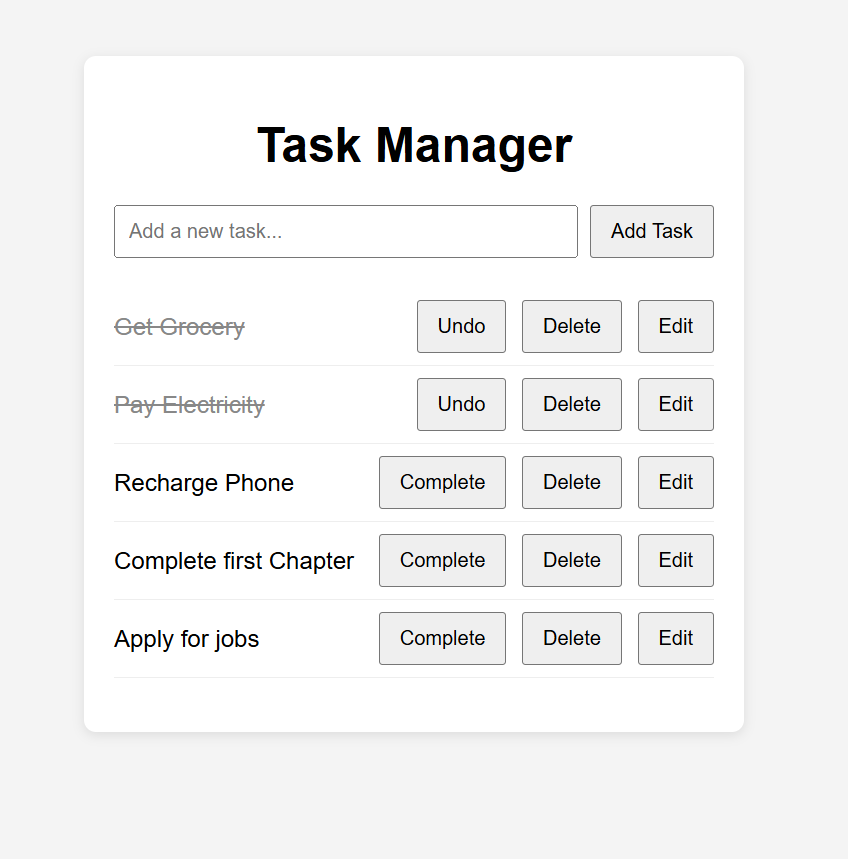 Task Manager
Add a new task... Add Task
Get Grocery Undo Delete Edit
Pay Electricity Undo Delete Edit
Recharge Phone Complete Delete Edit
Complete first Chapter Complete Delete Edit
Apply for jobs Complete Delete Edit